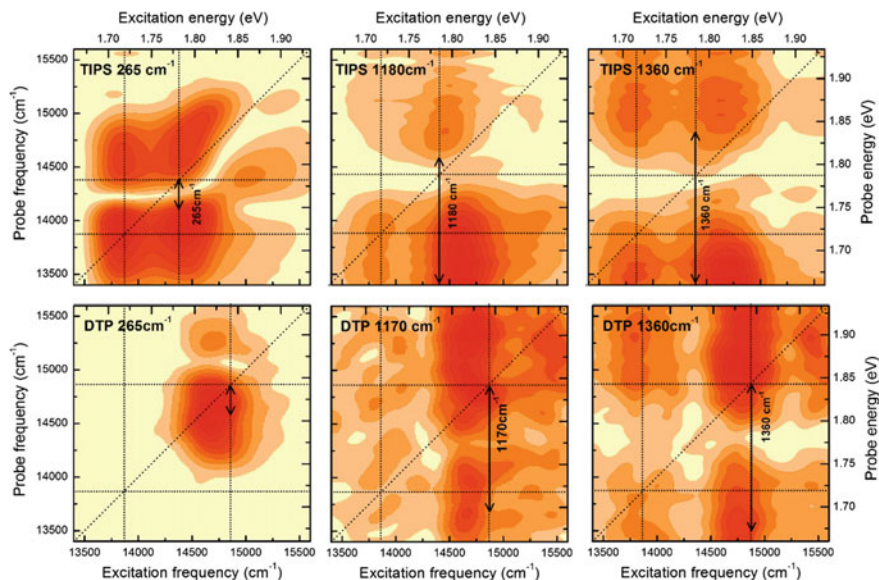 Excitation energy (eV) Excitation energy (eV) Excitation energy (eV)
1.70 1.75 1.80 1.85 1.90 1.70 1.75 1.80 1.85 1.90 1.70 1.75 1.80 1.85 1.90
TIPS 265 cm⁻¹ TIPS 1180cm⁻¹ TIPS 1360 cm⁻¹
Probe frequency (cm⁻¹)
15500
15000
14500
14000
13500
265cm⁻¹
1180 cm⁻¹
1360 cm⁻¹
1.90
1.85
1.80
1.75
1.70
Probe energy (eV)
DTP 265cm⁻¹ DTP 1170 cm⁻¹ DTP 1360cm⁻¹
Probe frequency (cm⁻¹)
15500
15000
14500
14000
13500
1170cm⁻¹
1360 cm⁻¹
1.90
1.85
1.80
1.75
1.70
Probe energy (eV)
13500 14000 14500 15000 15500 13500 14000 14500 15000 15500 13500 14000 14500 15000 15500
Excitation frequency (cm⁻¹) Excitation frequency (cm⁻¹) Excitation frequency (cm⁻¹)